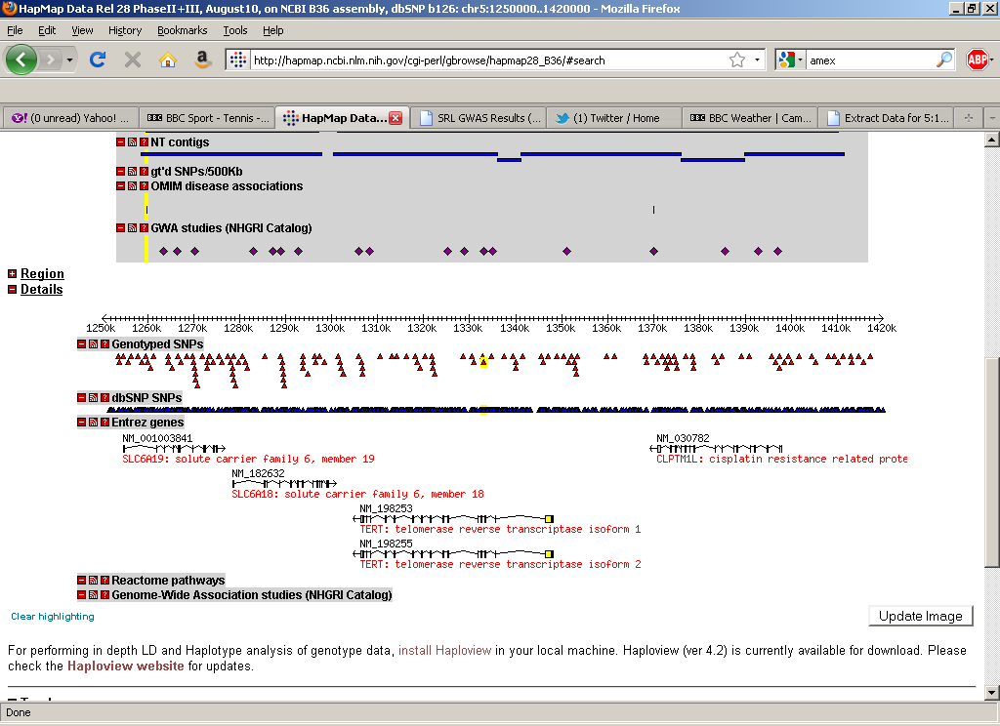 HapMap Data Rel 28 PhaseII+III, August10, on NCBI B36 assembly, dbSNP b126: chr5:1250000..1420000 - Mozilla Firefox
File Edit View History Bookmarks Tools Help
http://hapmap.ncbi.nlm.nih.gov/cgi-perl/gbrowse/hapmap28_B36/#search amex ABP
(0 unread) Yahoo! ... BBC BBC Sport - Tennis -... HapMap Data... SRL GWAS Results (... (1) Twitter / Home BBC BBC Weather | Cam... Extract Data for 5:1...
NT contigs
gt'd SNPs/500Kb
OMIM disease associations
GWA studies (NHGRI Catalog)
Region
Details
1250k 1260k 1270k 1280k 1290k 1300k 1310k 1320k 1330k 1340k 1350k 1360k 1370k 1380k 1390k 1400k 1410k 1420k
Genotyped SNPs
dbSNP SNPs
Entrez genes
NM_001003841 NM_030782
SLC6A19: solute carrier family 6, member 19 CLPTM1L: cisplatin resistance related prote
NM_182632
SLC6A18: solute carrier family 6, member 18
NM_198253
TERT: telomerase reverse transcriptase isoform 1
NM_198255
TERT: telomerase reverse transcriptase isoform 2
Reactome pathways
Genome-Wide Association studies (NHGRI Catalog)
Clear highlighting
Update Image
For performing in depth LD and Haplotype analysis of genotype data, install Haploview in your local machine. Haploview (ver 4.2) is currently available for download. Please
check the Haploview website for updates.
Done